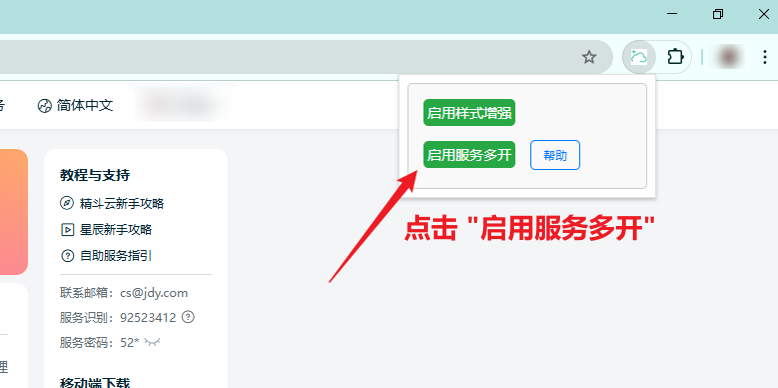 简体中文
启用样式增强
启用服务多开
帮助
点击 "启用服务多开"
教程与支持
精斗云新手攻略
星辰新手攻略
自助服务指引
联系邮箱：cs@jdy.com
服务识别：92523412
服务密码：52*
移动端下载
理